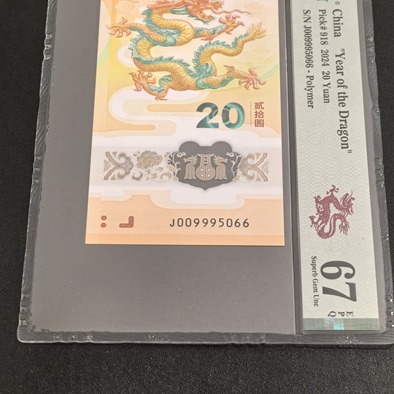 20
贰拾圆
J009995066
China "Year of the Dragon"
Pick# 918 2024 20 Yuan
S/N J009995066 - Polymer
67
EPQ
Superb Gem Unc